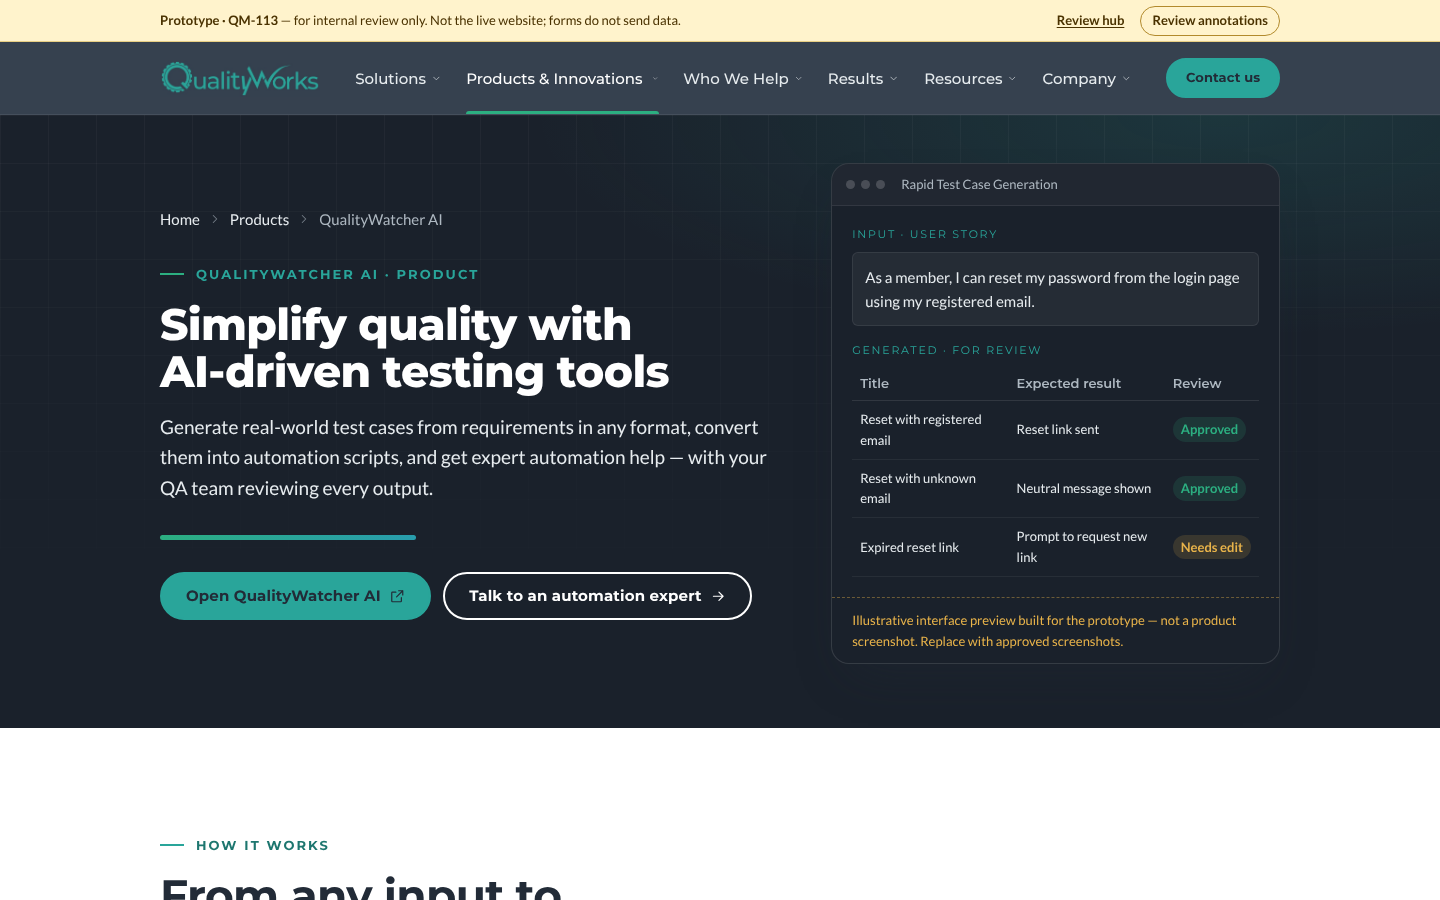 Prototype · QM-113 — for internal review only. Not the live website; forms do not send data.
Review hub
Review annotations
QualityWorks
Solutions
Products & Innovations
Who We Help
Results
Resources
Company
Contact us
Home
Products
QualityWatcher AI
QUALITYWATCHER AI · PRODUCT
Simplify quality with
AI-driven testing tools
Generate real-world test cases from requirements in any format, convert
them into automation scripts, and get expert automation help — with your
QA team reviewing every output.
Open QualityWatcher AI
Talk to an automation expert
Rapid Test Case Generation
INPUT · USER STORY
As a member, I can reset my password from the login page
using my registered email.
GENERATED · FOR REVIEW
Title
Expected result
Review
Reset with registered
email
Reset link sent
Approved
Reset with unknown
email
Neutral message shown
Approved
Expired reset link
Prompt to request new
link
Needs edit
Illustrative interface preview built for the prototype — not a product
screenshot. Replace with approved screenshots.
HOW IT WORKS
From any input to